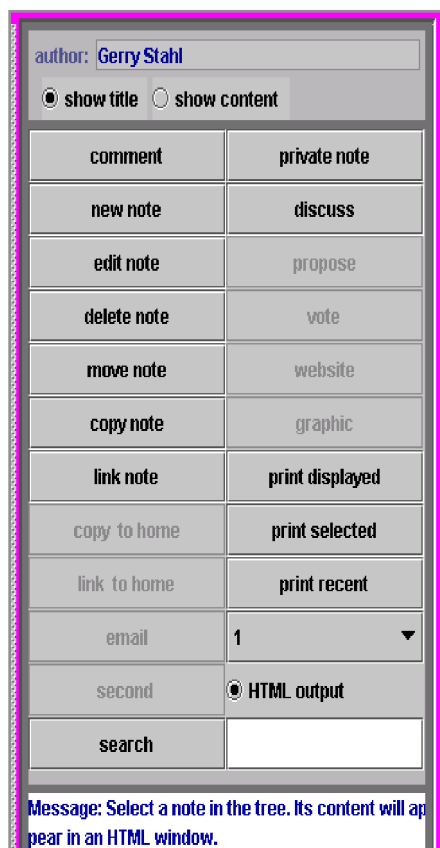 author: Gerry Stahl
show title show content
comment private note
new note discuss
edit note propose
delete note vote
move note website
copy note graphic
link note print displayed
copy to home print selected
link to home print recent
email 1
second HTML output
search
Message: Select a note in the tree. Its content will ap
pear in an HTML window.